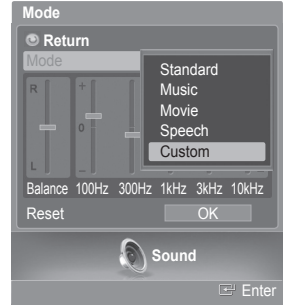 Mode
Return
Mode
Standard
Music
Movie
Speech
Custom
R
+
0
L
−
Balance 100Hz 300Hz 1kHz 3kHz 10kHz
Reset OK
Sound
Enter